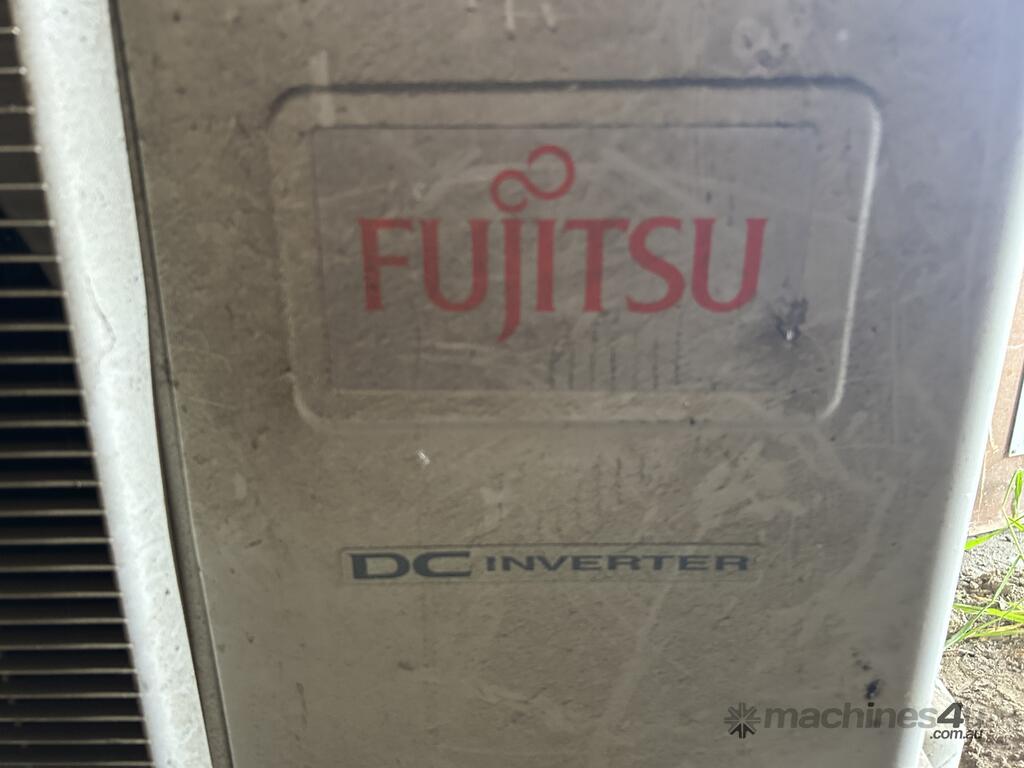 FUJITSU
DC INVERTER
machines4u
.com.au